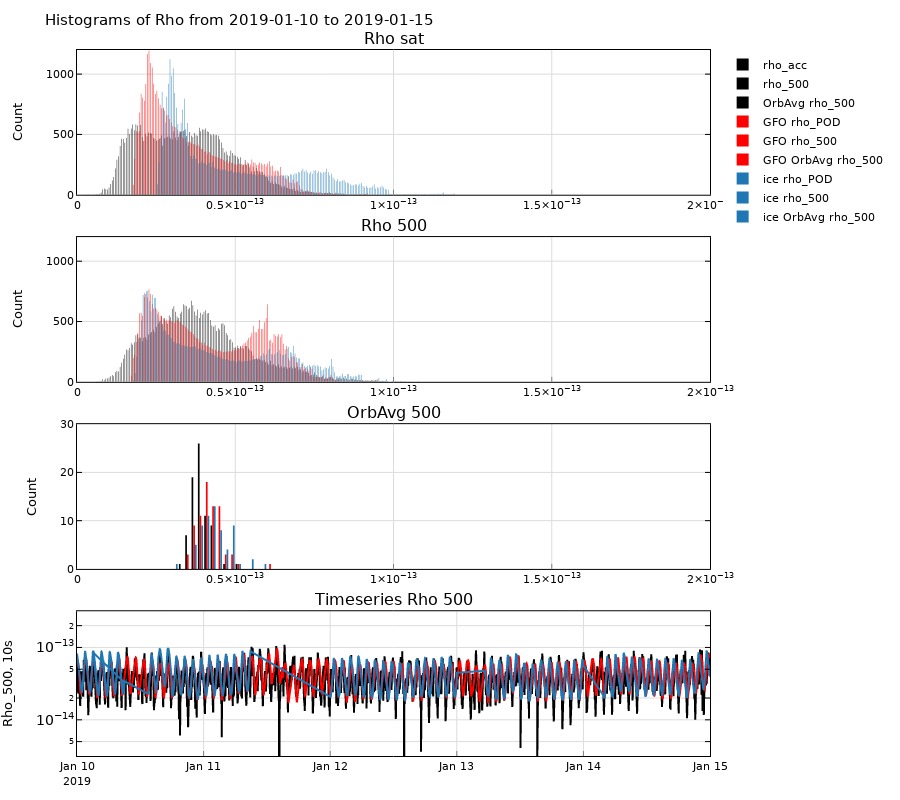 Histograms of Rho from 2019-01-10 to 2019-01-15
Rho sat
1000
500
0
Count
0 0.5×10−13 1×10−13 1.5×10−13 2×10−
rho_acc
rho_500
OrbAvg rho_500
GFO rho_POD
GFO rho_500
GFO OrbAvg rho_500
ice rho_POD
ice rho_500
ice OrbAvg rho_500
Rho 500
1000
500
0
Count
0 0.5×10−13 1×10−13 1.5×10−13 2×10−13
OrbAvg 500
30
20
10
0
Count
0 0.5×10−13 1×10−13 1.5×10−13 2×10−13
Timeseries Rho 500
2
10−13
5
2
10−14
5
Rho_500, 10s
Jan 10 Jan 11 Jan 12 Jan 13 Jan 14 Jan 15
2019